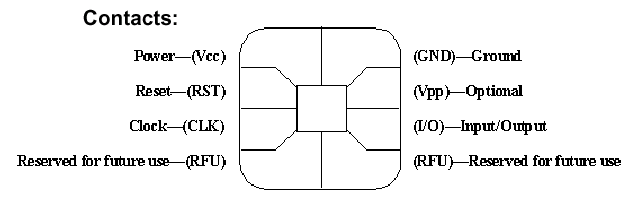 Contacts:
Power—(Vcc)
(GND)—Ground
Reset—(RST)
(Vpp)—Optional
Clock—(CLK)
(I/O)—Input/Output
Reserved for future use—(RFU)
(RFU)—Reserved for future use